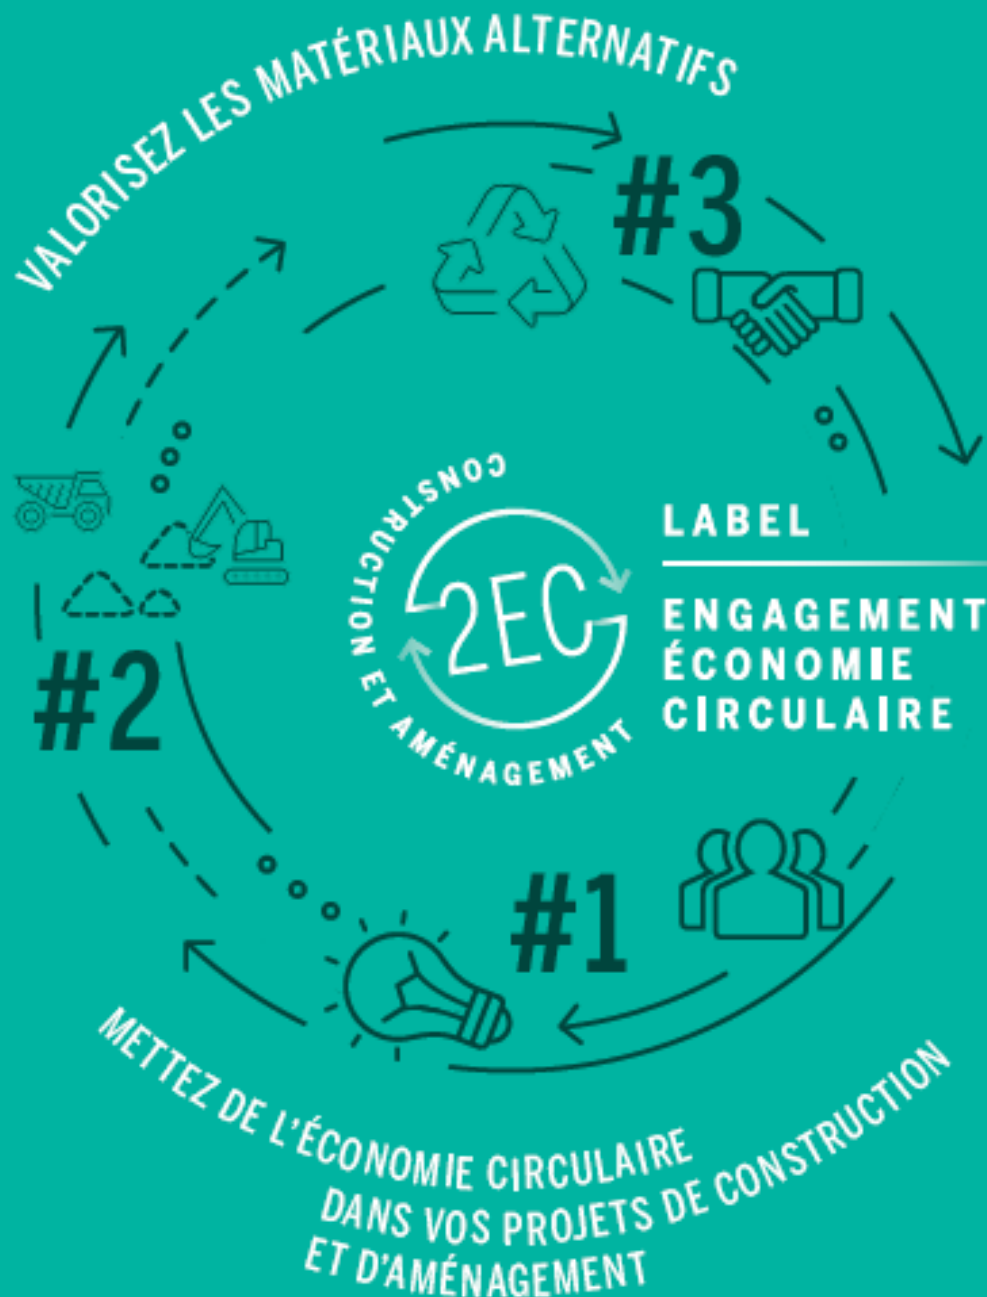 VALORISEZ LES MATÉRIAUX ALTERNATIFS
#3
CONSTRUCTION ET AMÉNAGEMENT
2EC
LABEL
ENGAGEMENT
ÉCONOMIE
CIRCULAIRE
#2
#1
METTEZ DE L'ÉCONOMIE CIRCULAIRE
DANS VOS PROJETS DE CONSTRUCTION
ET D'AMÉNAGEMENT